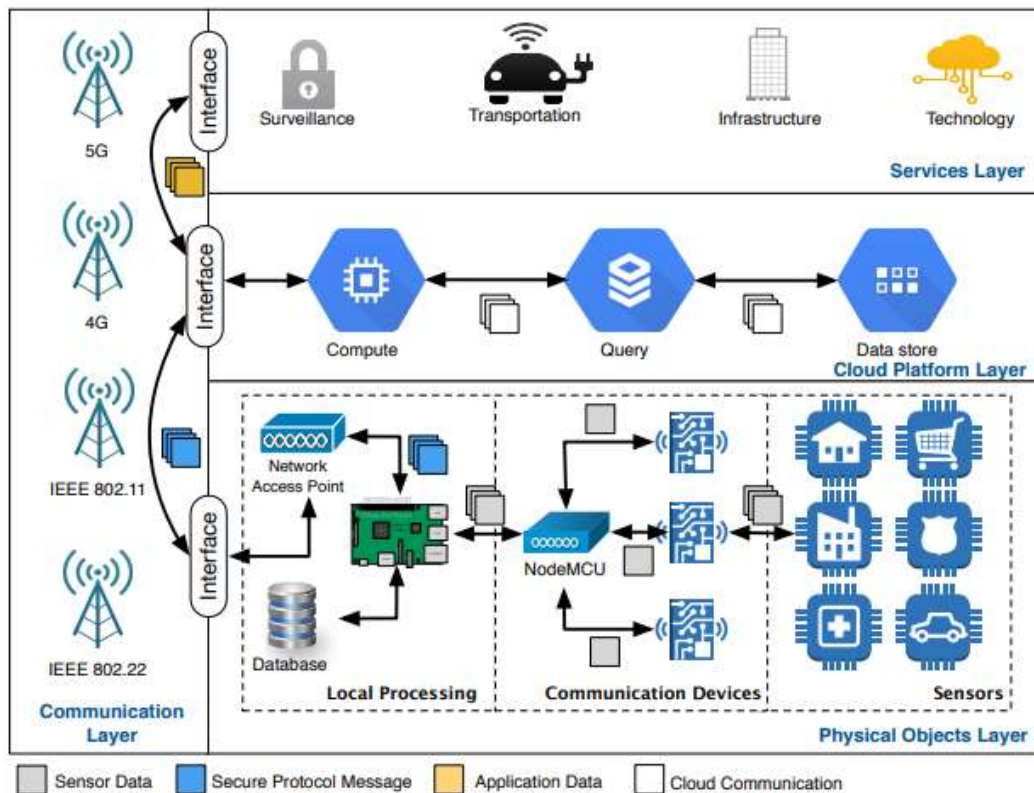 5G
4G
IEEE 802.11
IEEE 802.22
Communication
Layer
Interface
Interface
Interface
Surveillance
Transportation
Infrastructure
Technology
Services Layer
Compute
Query
Data store
Cloud Platform Layer
Network
Access Point
Database
Local Processing
NodeMCU
Communication Devices
Sensors
Physical Objects Layer
Sensor Data
Secure Protocol Message
Application Data
Cloud Communication